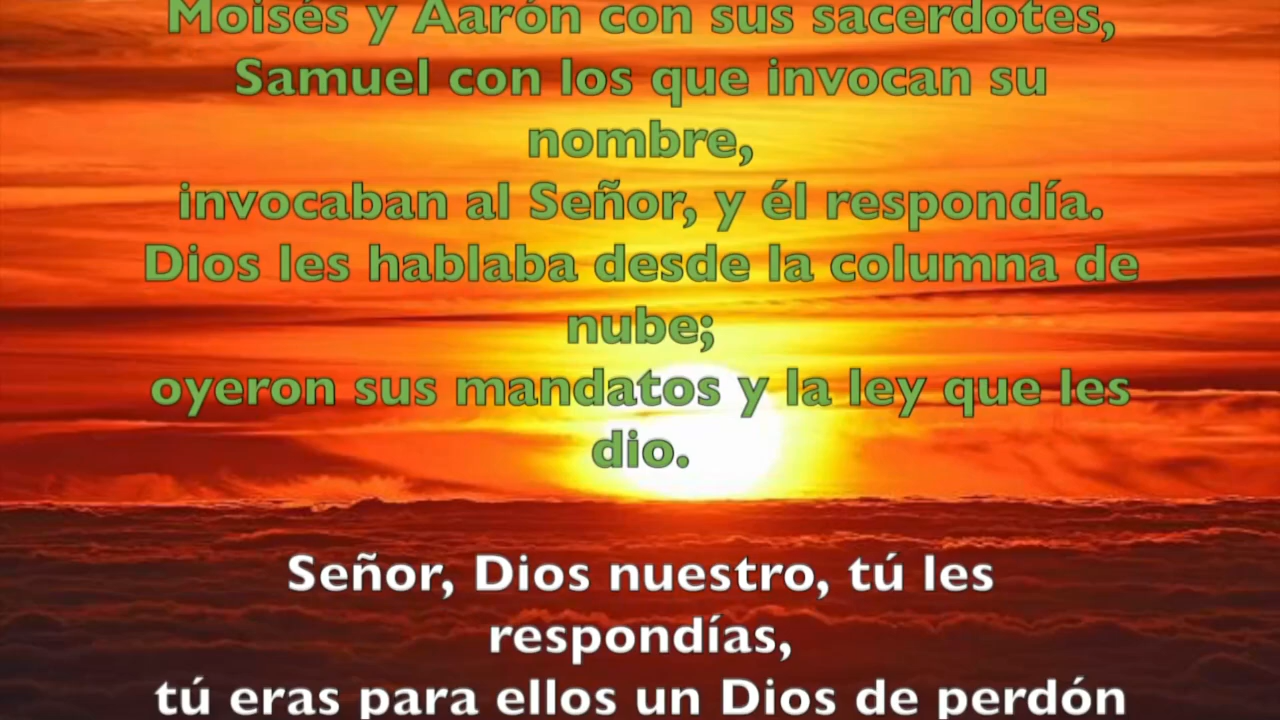 Moisés y Aarón con sus sacerdotes,
Samuel con los que invocan su
nombre,
invocaban al Señor, y él respondía.
Dios les hablaba desde la columna de
nube;
oyeron sus mandatos y la ley que les
dio.
Señor, Dios nuestro, tú les
respondías,
tú eras para ellos un Dios de perdón